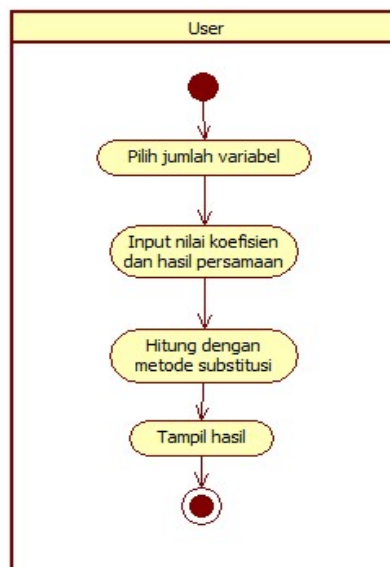 User
Pilih jumlah variabel
Input nilai koefisien
dan hasil persamaan
Hitung dengan
metode substitusi
Tampil hasil